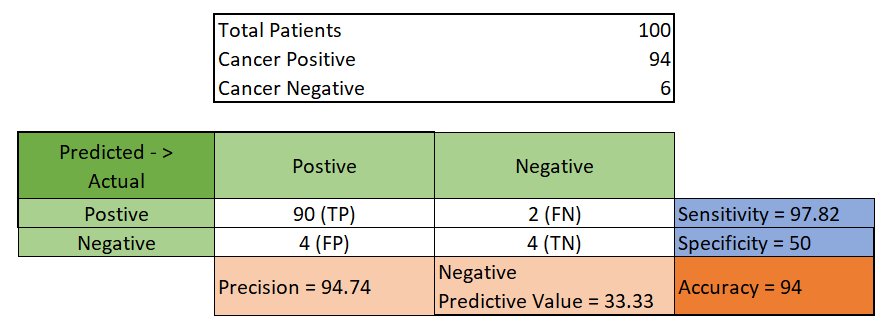 Total Patients 100
Cancer Positive 94
Cancer Negative 6
Predicted - > Postive Negative
Actual
Postive 90 (TP) 2 (FN) Sensitivity = 97.82
Negative 4 (FP) 4 (TN) Specificity = 50
Precision = 94.74 Negative Accuracy = 94
Predictive Value = 33.33